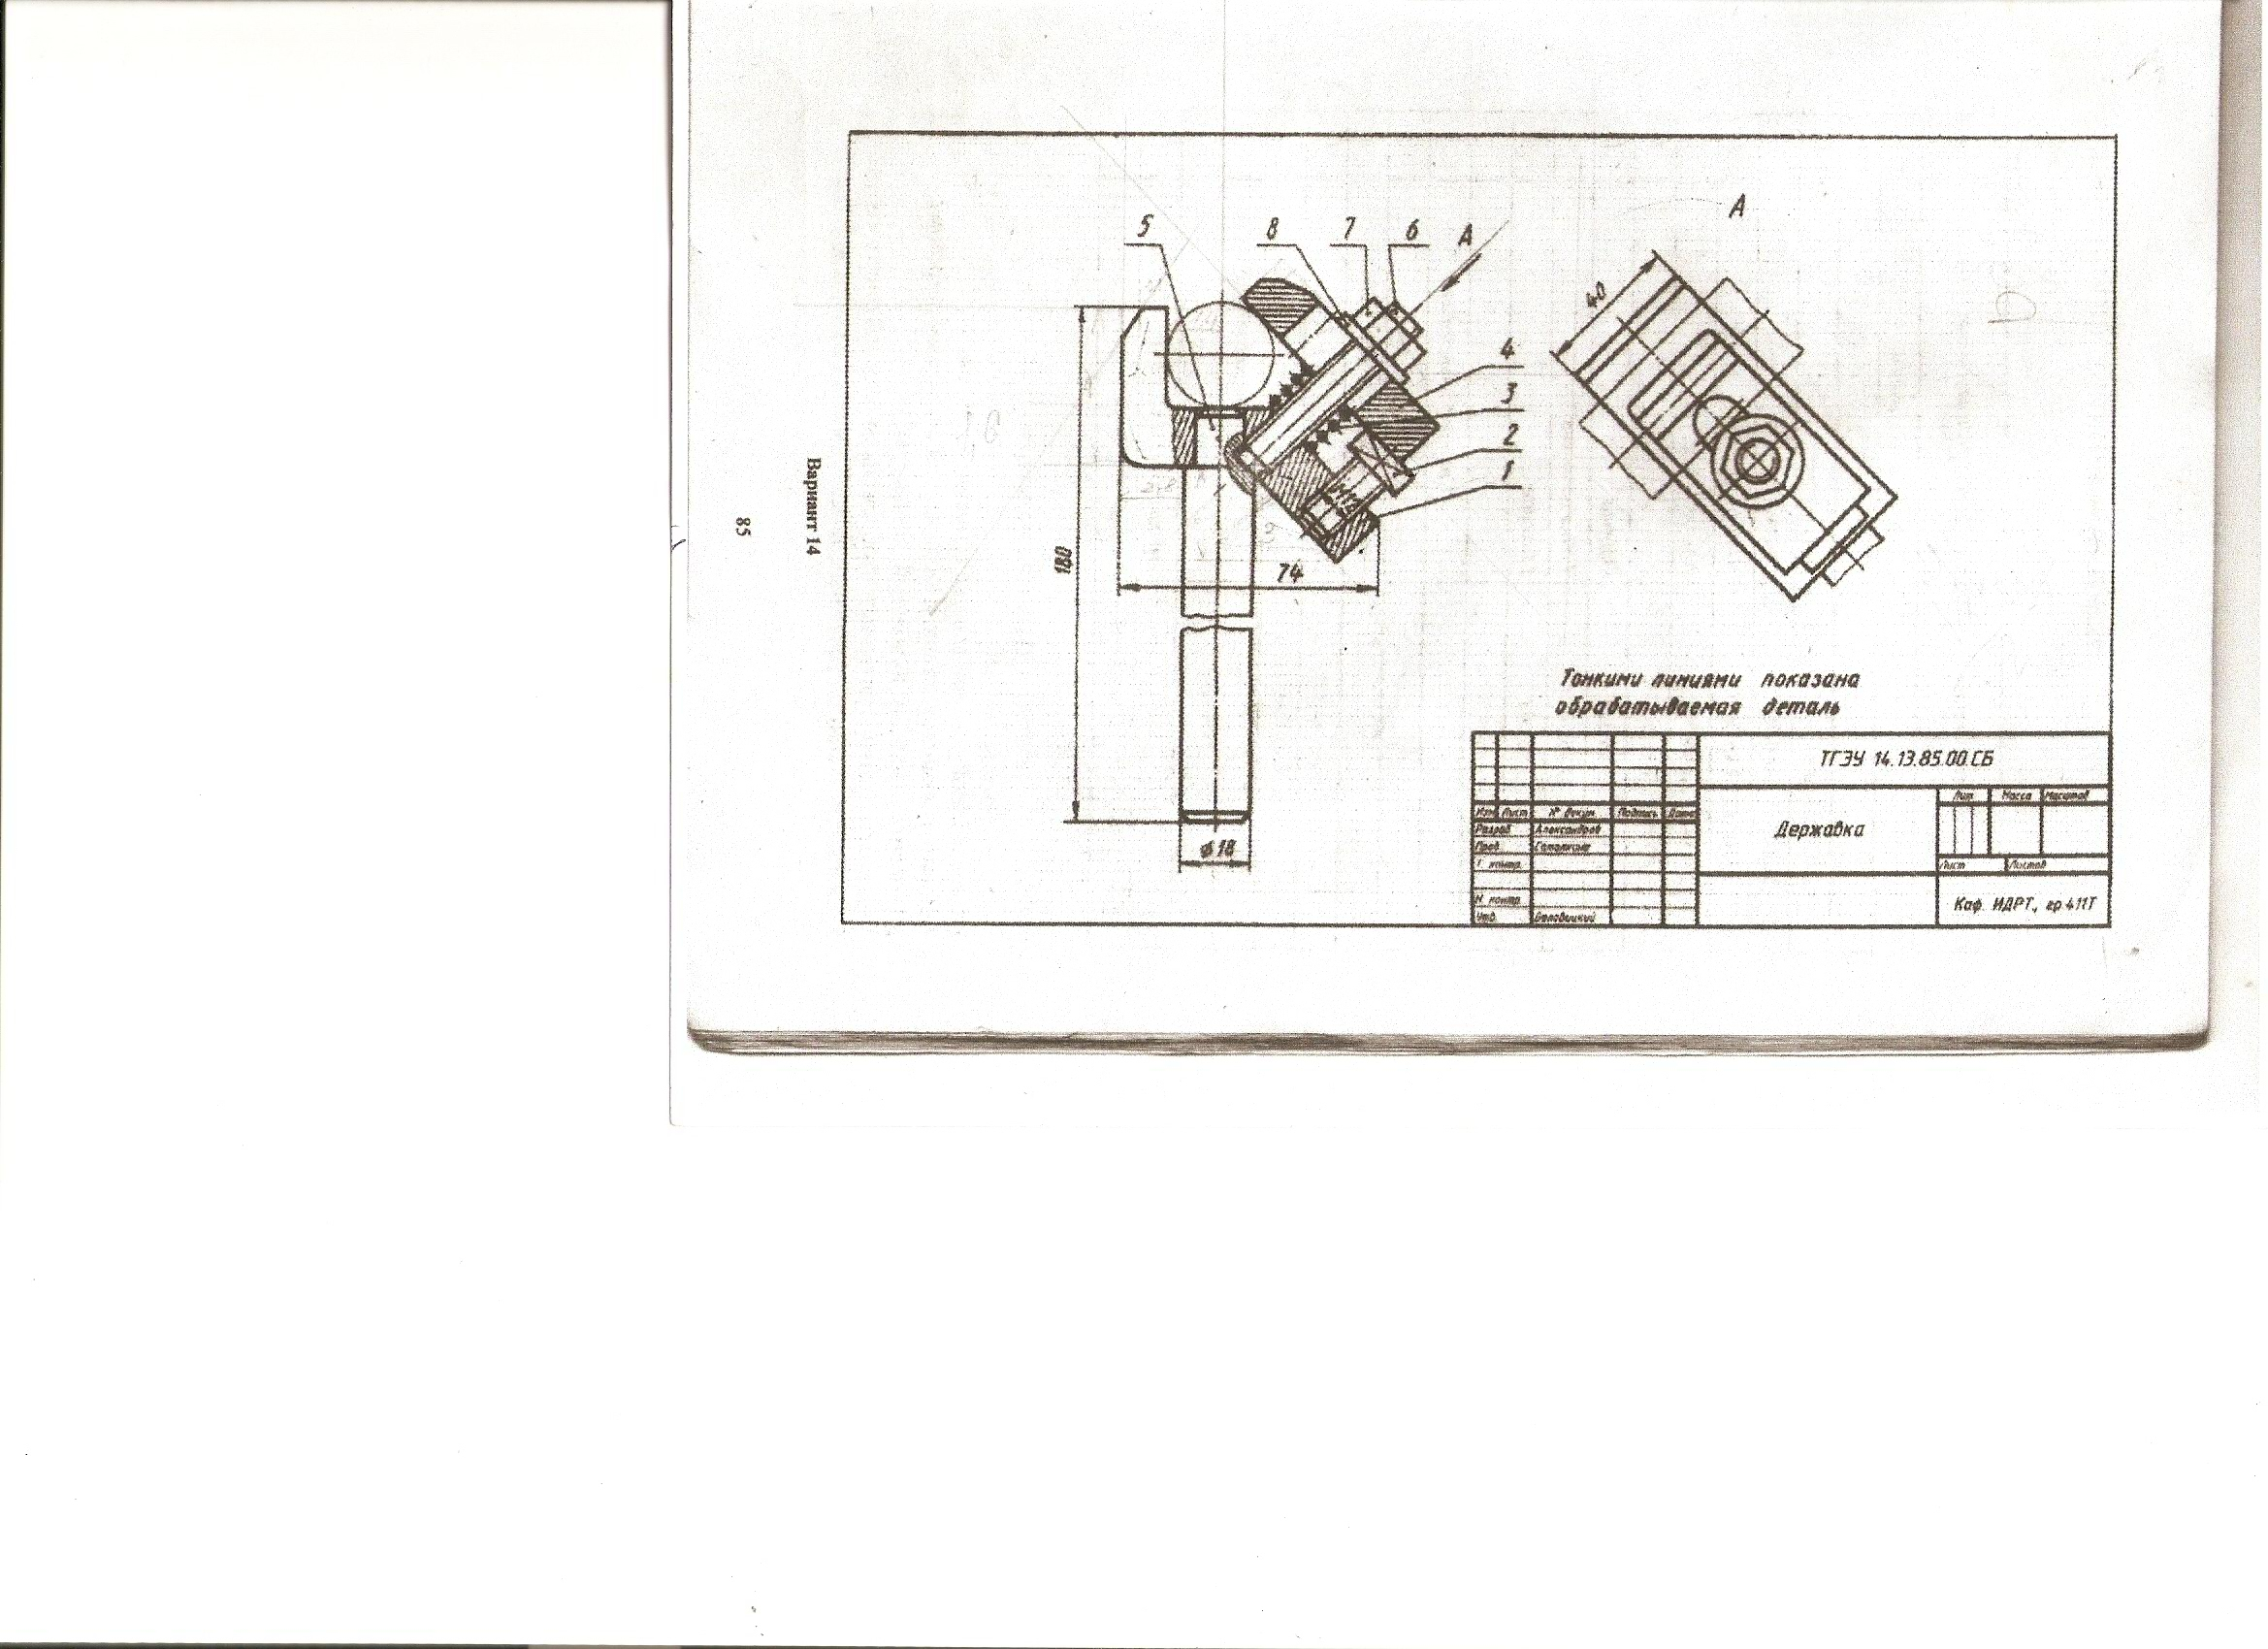 А
5 8 7 6 А
40
4
3
2
1
180
74
Вариант 14
85
Тонкими линиями показана
обрабатываемая деталь
ТГЭУ 14.13.85.00.СБ
Изм Лист № докум. Подпись Дата
Лит Масса Масштаб
Разраб Александров
Державка
Пров.
Т. контр.
Лист Листов
ϕ18
Н. контр.
Утв.
Каф. ИДРТ., гр.411Т